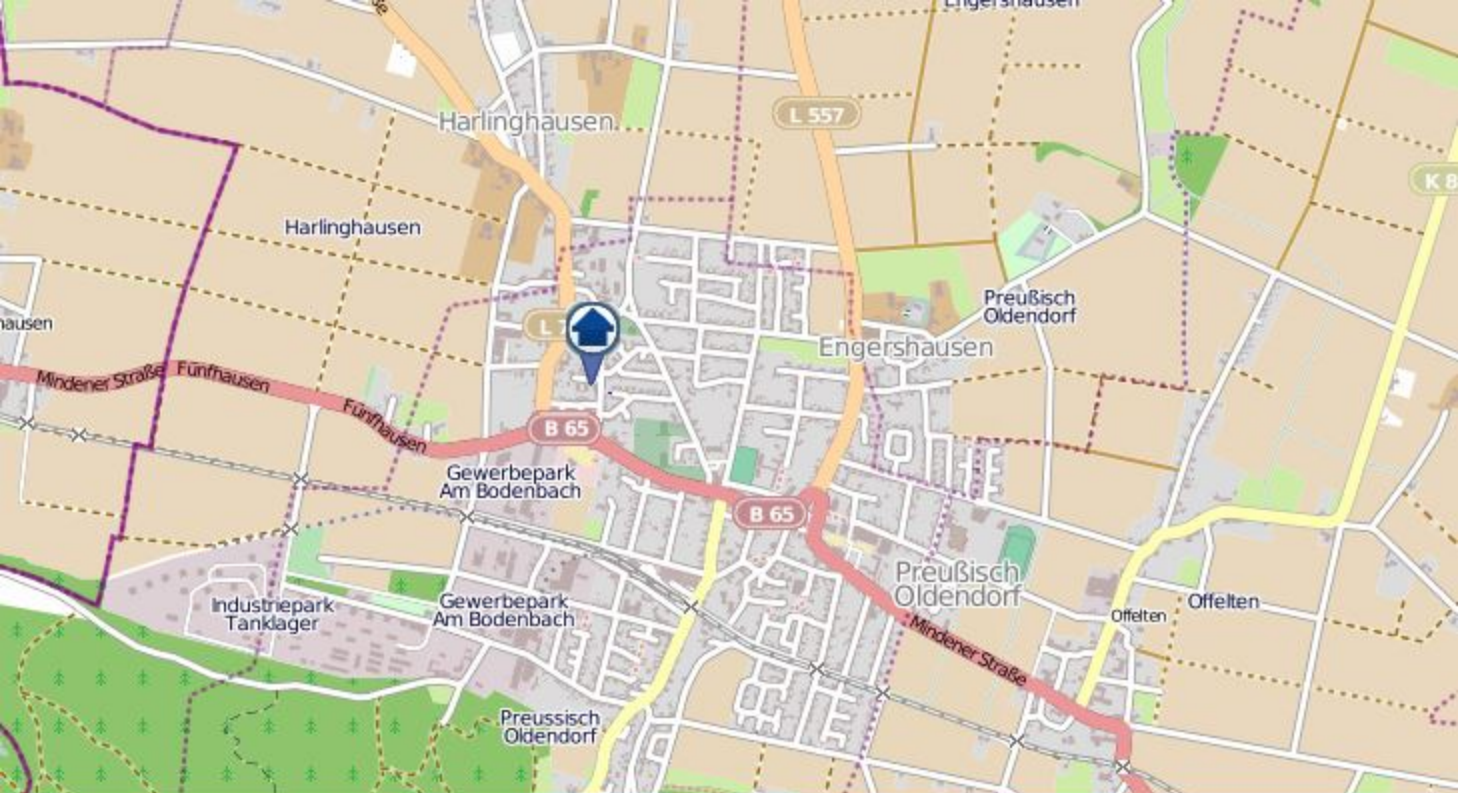 Engershausen
L 557
Harlinghausen
K 8
Harlinghausen
Preußisch
Oldendorf
hausen
L 7
Engershausen
Mindener Straße
Fünfhausen
Fünfhausen
B 65
Gewerbepark
Am Bodenbach
B 65
Preußisch
Oldendorf
Industriepark
Tanklager
Gewerbepark
Am Bodenbach
Offelten
Offelten
Mindener Straße
Preussisch
Oldendorf